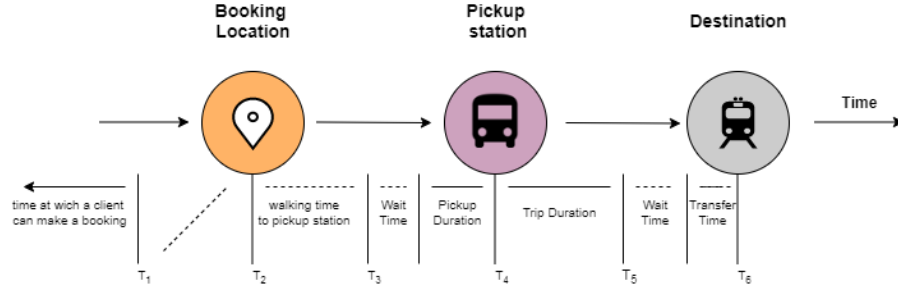 Booking
Location
Pickup
station
Destination
Time
time at wich a client
can make a booking
walking time
to pickup station
Wait
Time
Pickup
Duration
Trip Duration
Wait
Time
Transfer
Time
T1
T2
T3
T4
T5
T6